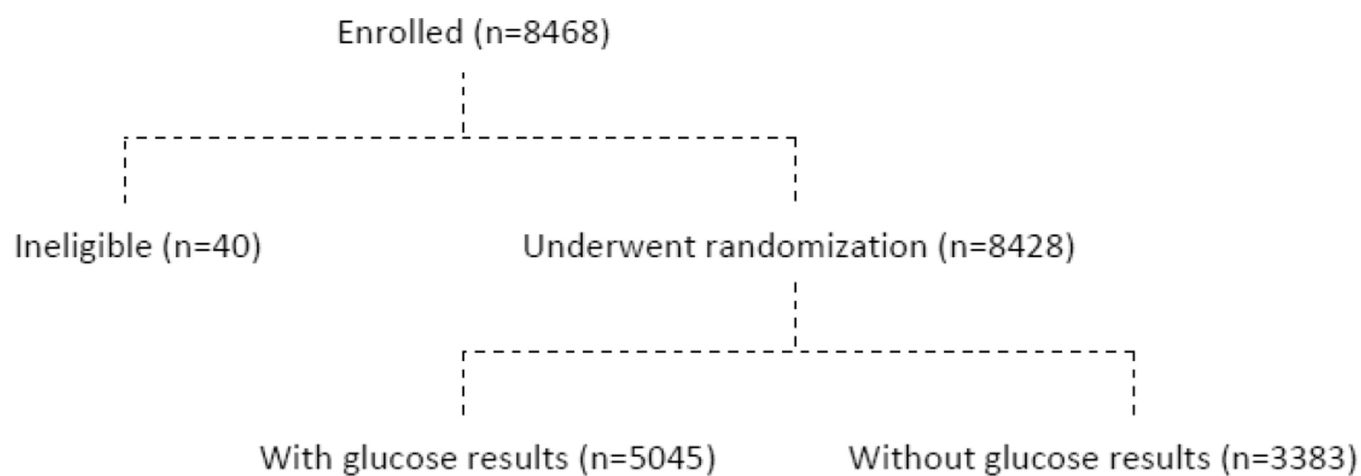 Enrolled (n=8468)
Ineligible (n=40)
Underwent randomization (n=8428)
With glucose results (n=5045)
Without glucose results (n=3383)